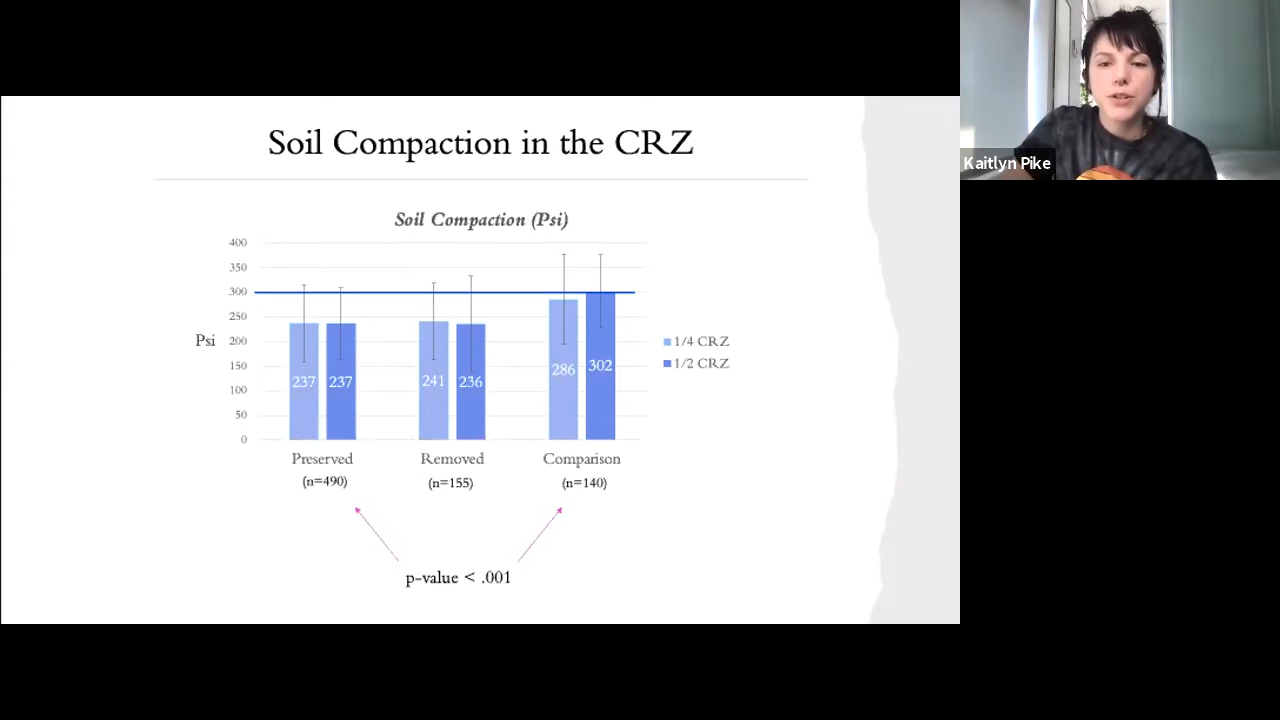 Soil Compaction in the CRZ
Soil Compaction (Psi)
400
350
300
250
200
150
100
50
0
Psi
237
237
241
236
286
302
1/4 CRZ
1/2 CRZ
Preserved
Removed
Comparison
(n=490)
(n=155)
(n=140)
p-value < .001
Kaitlyn Pike